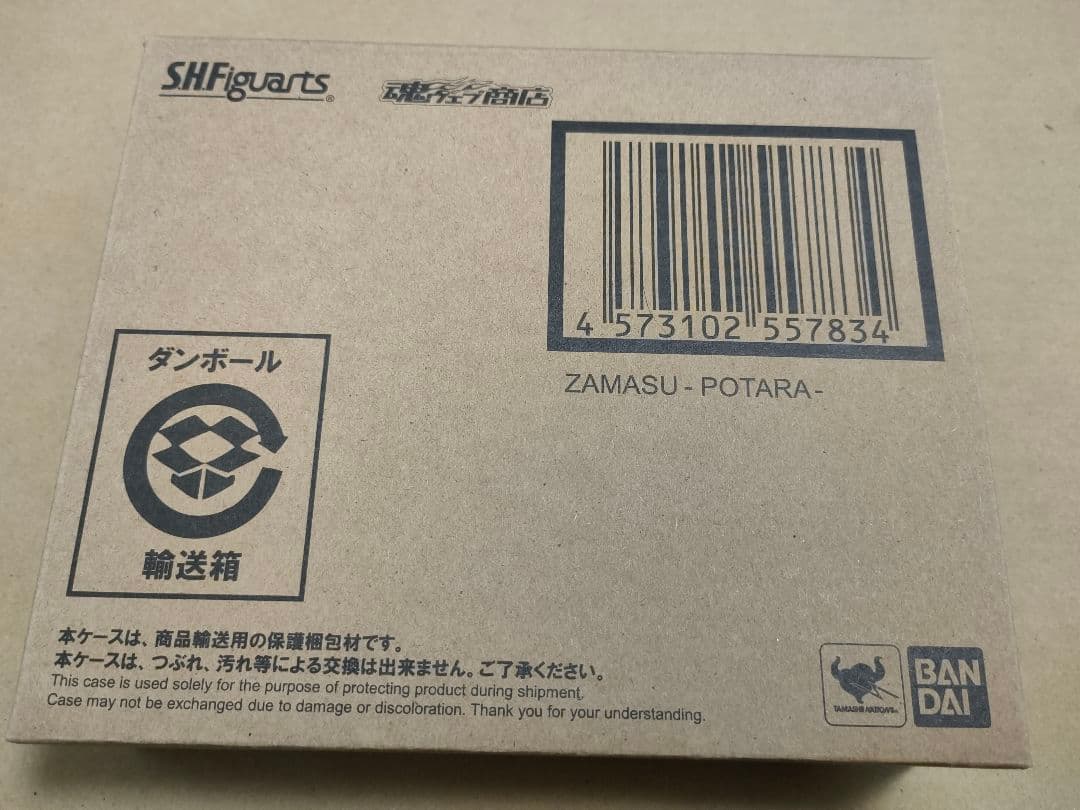 S.H.Figuarts®
魂ウェブ商店
4 573102 557834
ZAMASU - POTARA -
ダンボール
輸送箱
本ケースは、商品輸送用の保護梱包材です。
本ケースは、つぶれ、汚れ等による交換は出来ません。ご了承ください。
This case is used solely for the purpose of protecting product during shipment.
Case may not be exchanged due to damage or discoloration. Thank you for your understanding.
TAMASHII NATIONS
BAN
DAI